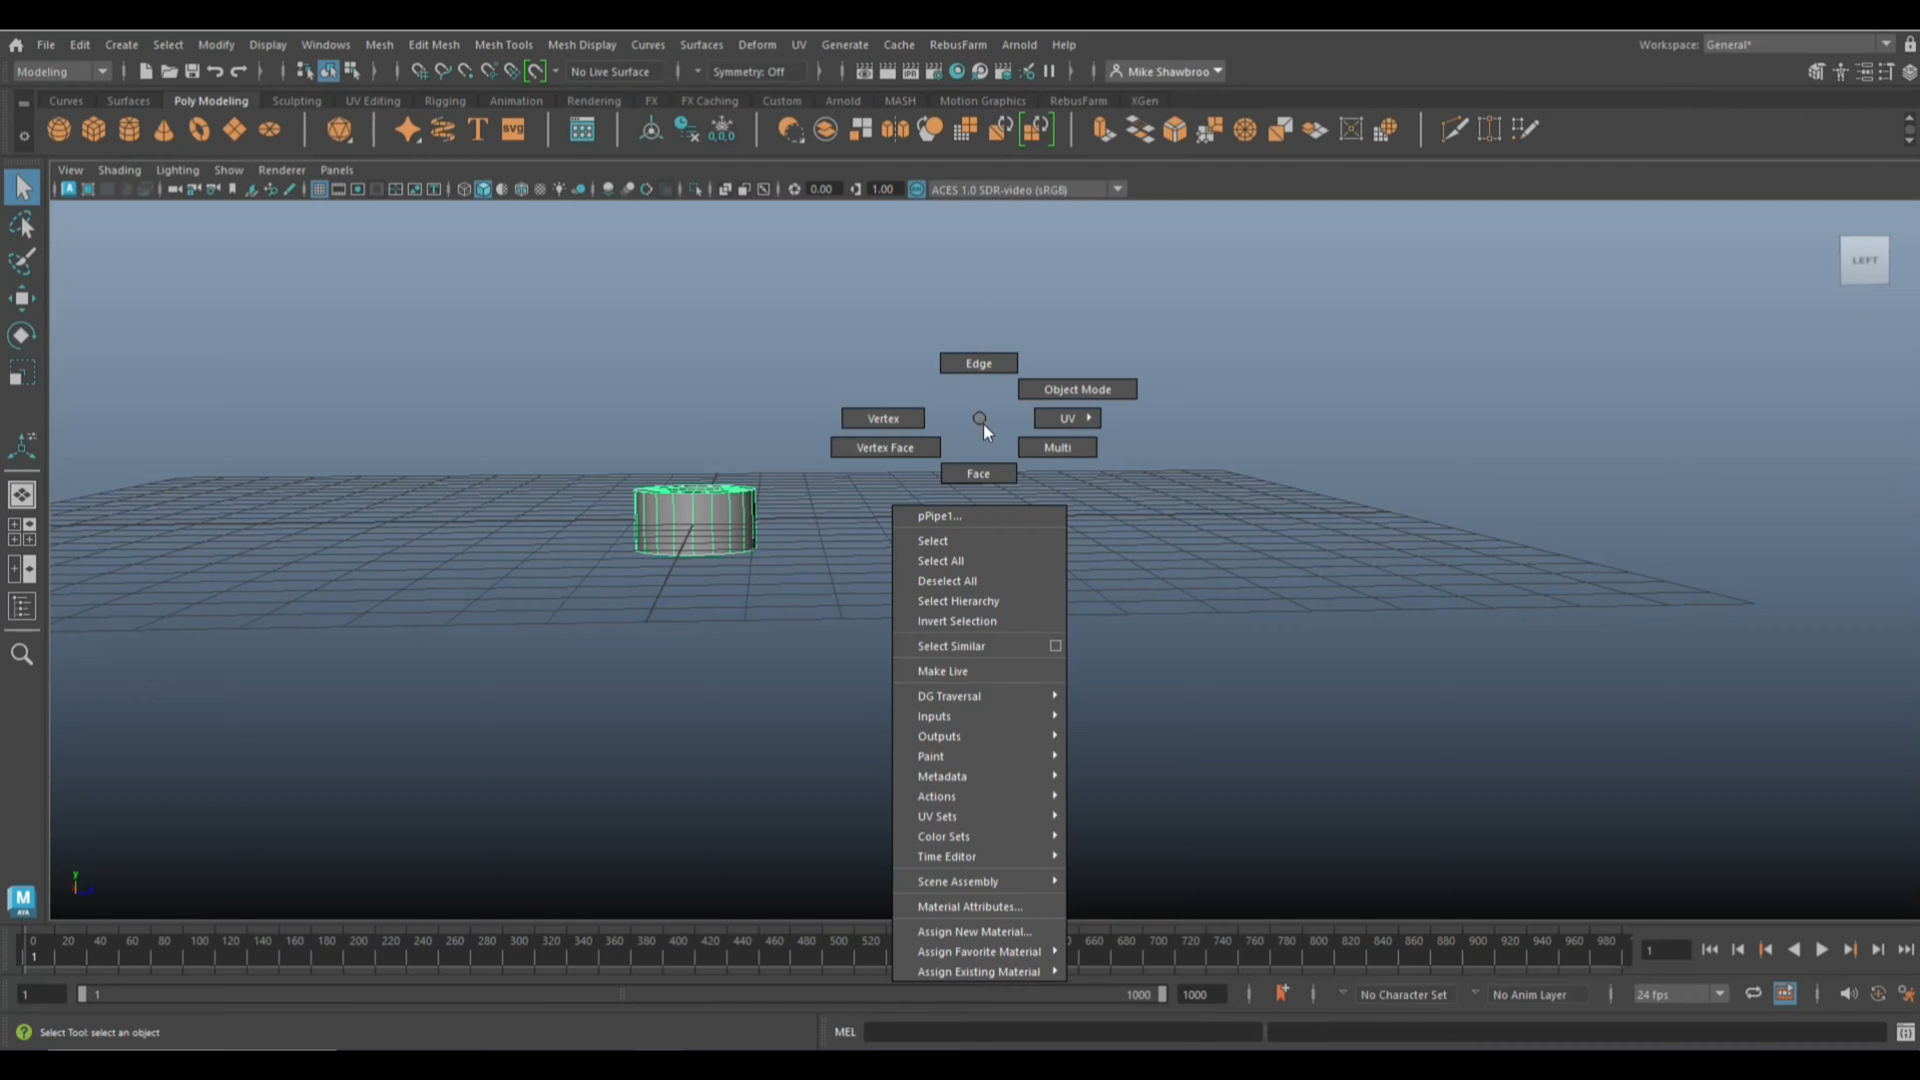 File Edit Create Select Modify Display Windows Mesh Edit Mesh Mesh Tools Mesh Display Curves Surfaces Deform UV Generate Cache RebusFarm Arnold Help Workspace: General*
Modeling No Live Surface Symmetry: Off IPR Mike Shawbroo
Curves Surfaces Poly Modeling Sculpting UV Editing Rigging Animation Rendering FX FX Caching Custom Arnold MASH Motion Graphics RebusFarm XGen
T SVG 0,0,0
View Shading Lighting Show Renderer Panels
A 0.00 1.00 ACES 1.0 SDR-video (sRGB)
LEFT
Edge
Object Mode
Vertex UV
Vertex Face Multi
Face
pPipe1...
Select
Select All
Deselect All
Select Hierarchy
Invert Selection
Select Similar
Make Live
DG Traversal
Inputs
Outputs
Paint
Metadata
Actions
UV Sets
Color Sets
Time Editor
Scene Assembly
Material Attributes...
Assign New Material...
Assign Favorite Material
Assign Existing Material
y
M
AYA
0 20 40 60 80 100 120 140 160 180 200 220 240 260 280 300 320 340 360 380 400 420 440 460 480 500 520 660 680 700 720 740 760 780 800 820 840 860 880 900 920 940 960 980
1 1
1 1 1000 1000 No Character Set No Anim Layer 24 fps
Select Tool: select an object MEL